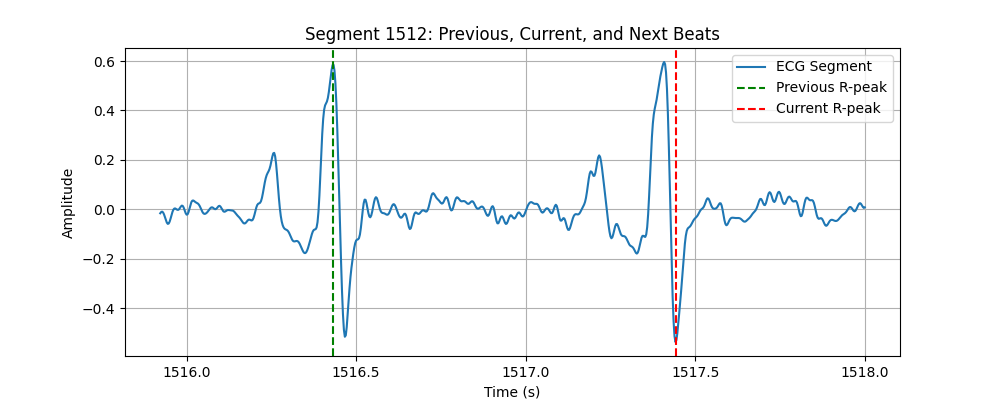 Segment 1512: Previous, Current, and Next Beats
ECG Segment
Previous R-peak
Current R-peak
0.6
0.4
0.2
0.0
−0.2
−0.4
Amplitude
1516.0
1516.5
1517.0
1517.5
1518.0
Time (s)